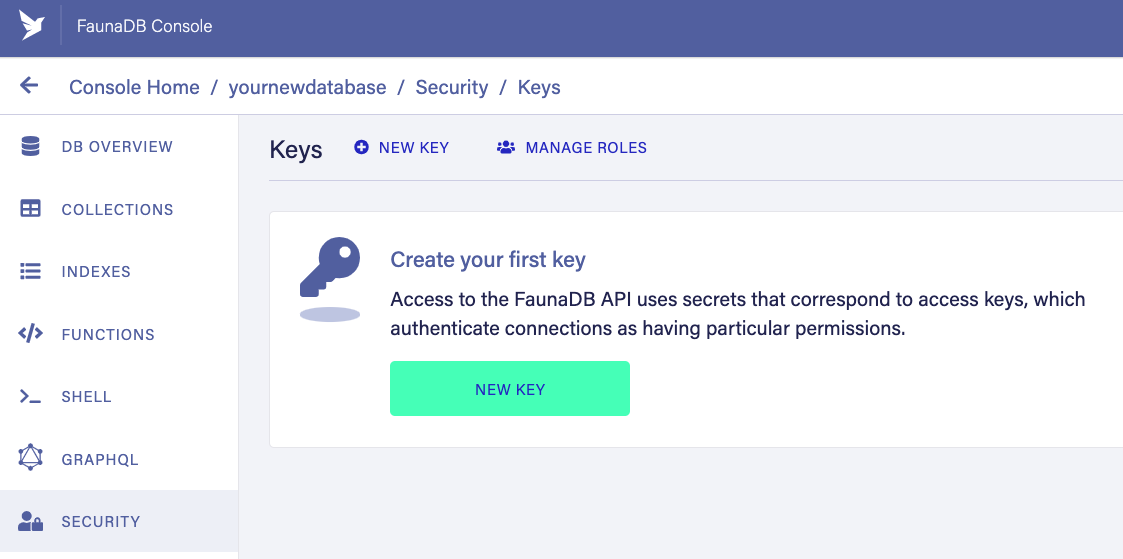 FaunaDB Console
Console Home / yournewdatabase / Security / Keys
DB OVERVIEW
COLLECTIONS
INDEXES
FUNCTIONS
SHELL
GRAPHQL
SECURITY
Keys NEW KEY MANAGE ROLES
Create your first key
Access to the FaunaDB API uses secrets that correspond to access keys, which
authenticate connections as having particular permissions.
NEW KEY